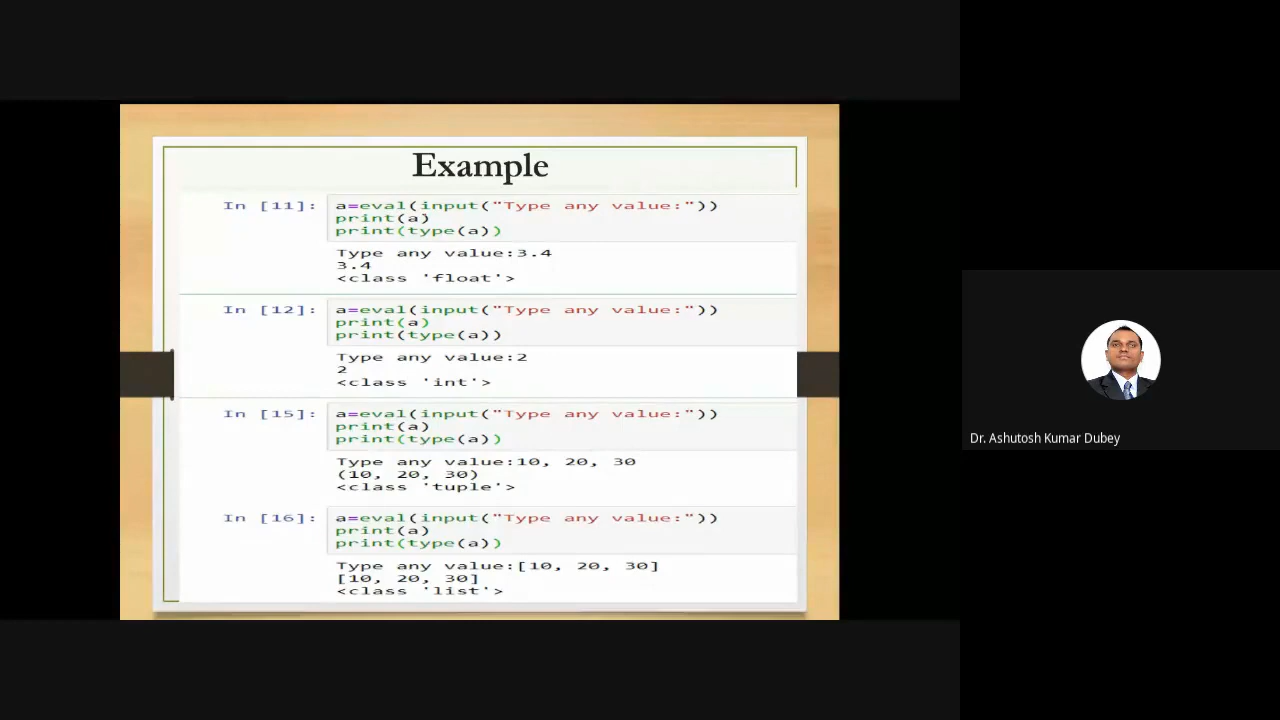 Example
In [11]: a=eval(input("Type any value:"))
print(a)
print(type(a))
Type any value:3.4
3.4
<class 'float'>
In [12]: a=eval(input("Type any value:"))
print(a)
print(type(a))
Type any value:2
2
<class 'int'>
In [15]: a=eval(input("Type any value:"))
print(a)
print(type(a))
Type any value:10, 20, 30
(10, 20, 30)
<class 'tuple'>
In [16]: a=eval(input("Type any value:"))
print(a)
print(type(a))
Type any value:[10, 20, 30]
[10, 20, 30]
<class 'list'>
Dr. Ashutosh Kumar Dubey